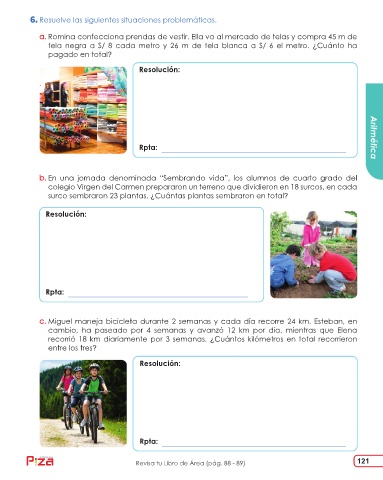 6. Resuelve las siguientes situaciones problemáticas.
a. Romina confecciona prendas de vestir. Ella va al mercado de telas y compra 45 m de
tela negra a S/ 8 cada metro y 26 m de tela blanca a S/ 6 el metro. ¿Cuánto ha
pagado en total?
Resolución:
Rpta:
Aritmética
b. En una jornada denominada “Sembrando vida”, los alumnos de cuarto grado del
colegio Virgen del Carmen prepararon un terreno que dividieron en 18 surcos, en cada
surco sembraron 23 plantas. ¿Cuántas plantas sembraron en total?
Resolución:
Rpta:
c. Miguel maneja bicicleta durante 2 semanas y cada día recorre 24 km. Esteban, en
cambio, ha paseado por 4 semanas y avanzó 12 km por día, mientras que Elena
recorrió 18 km diariamente por 3 semanas. ¿Cuántos kilómetros en total recorrieron
entre los tres?
Resolución:
Rpta:
Revisa tu Libro de Área (pág. 88 - 89)
121